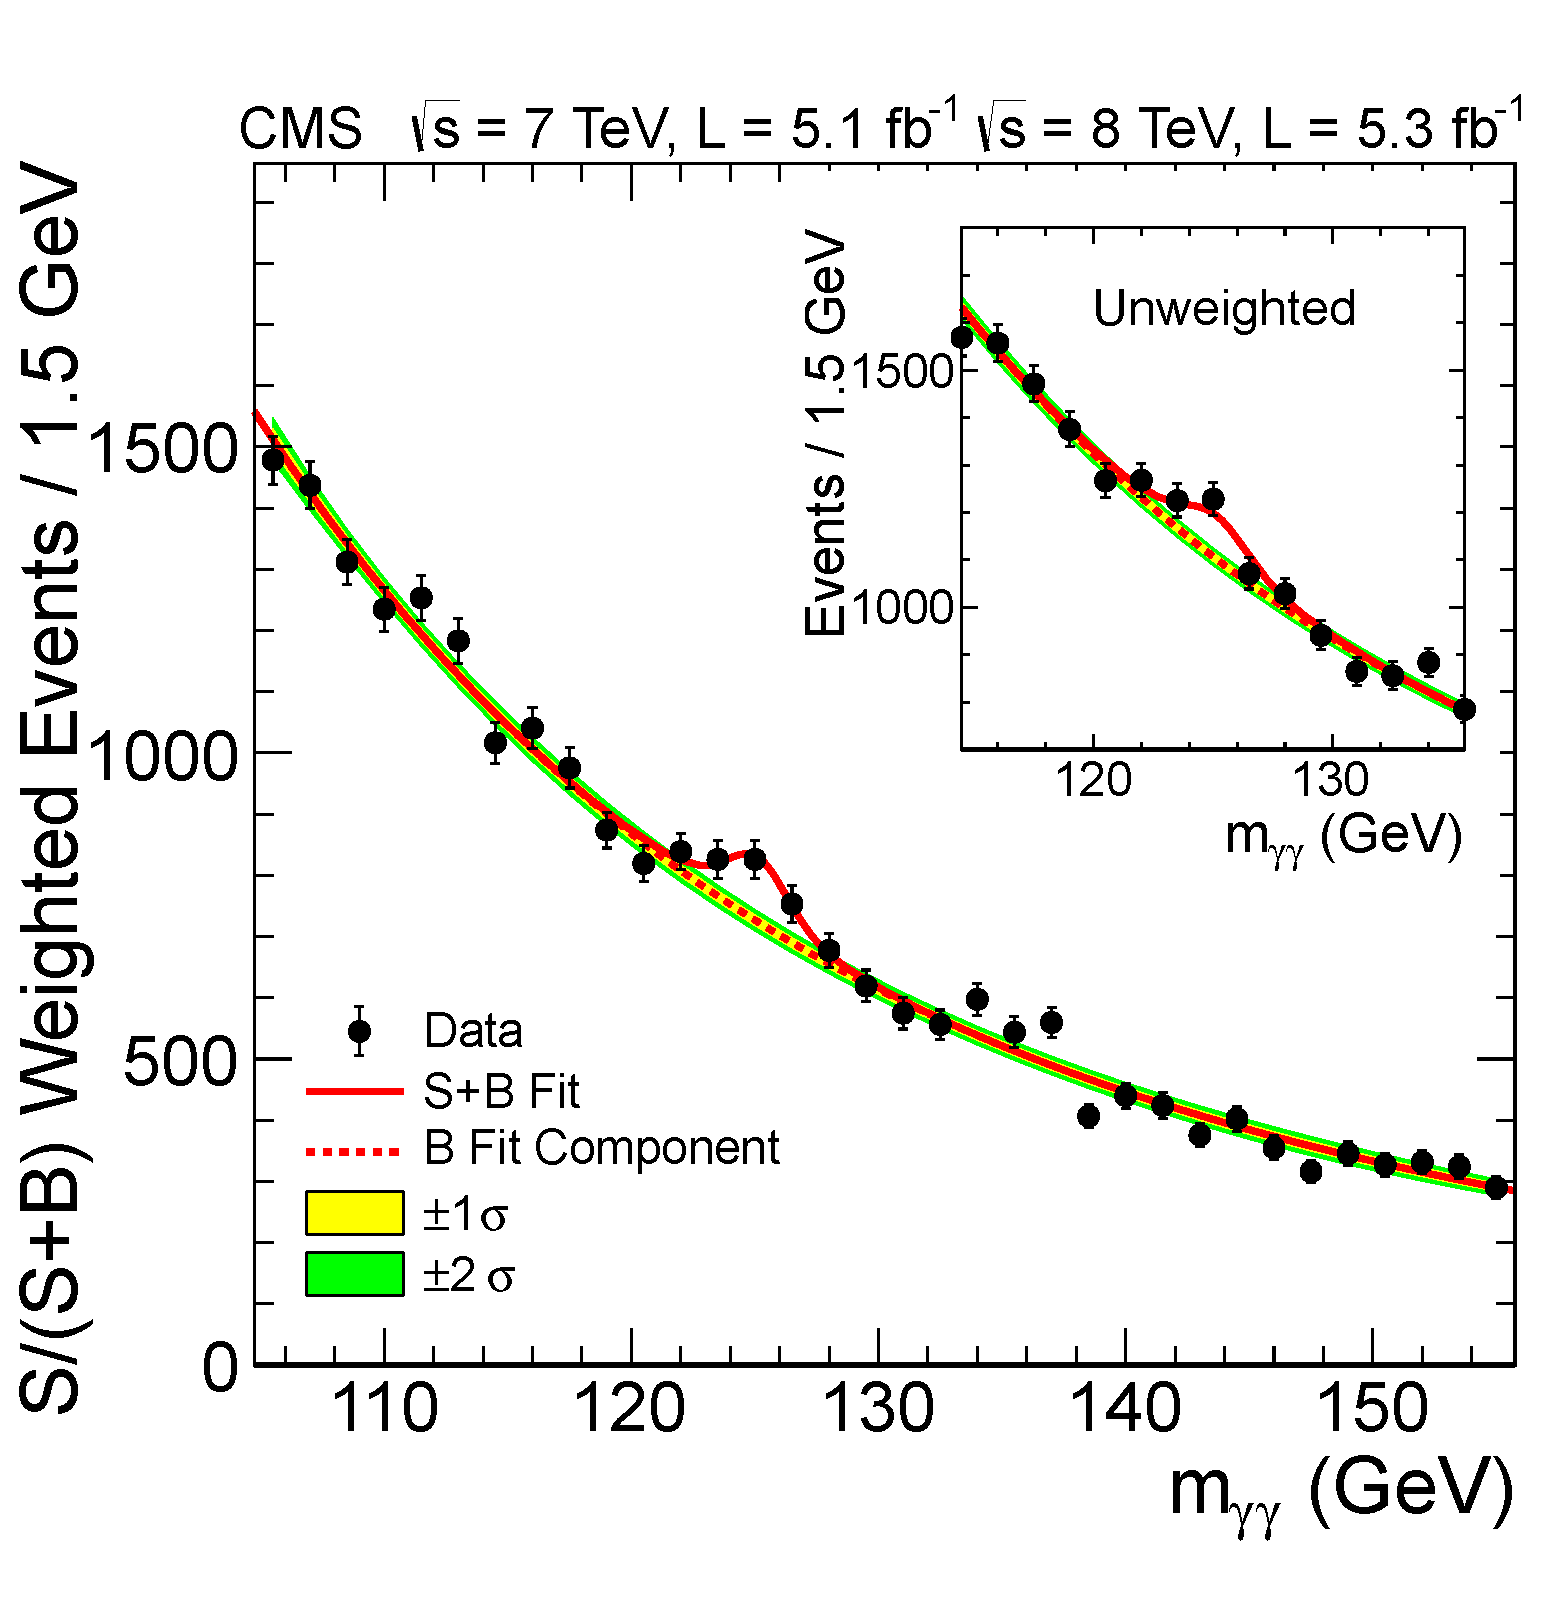 CMS √s = 7 TeV, L = 5.1 fb⁻¹ √s = 8 TeV, L = 5.3 fb⁻¹
S/(S+B) Weighted Events / 1.5 GeV
1500
1000
500
0
Events / 1.5 GeV
Unweighted
1500
1000
120 130
mγγ (GeV)
Data
S+B Fit
B Fit Component
±1σ
±2σ
110 120 130 140 150
mγγ (GeV)